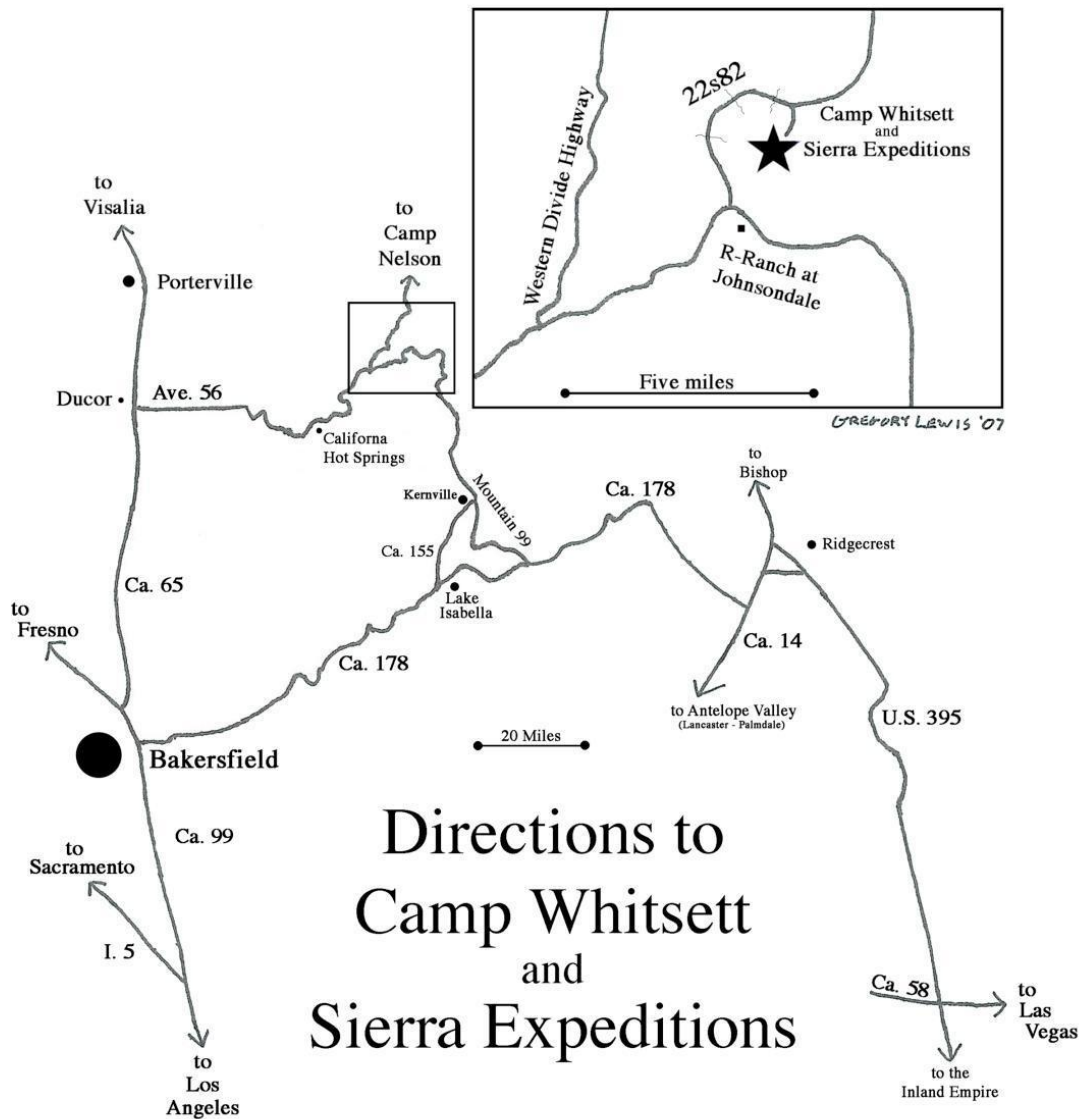 22s82
Camp Whitsett
and
Sierra Expeditions
Western Divide Highway
R-Ranch at
Johnsondale
Five miles
GREGORY LEWIS '07
to
Visalia
Porterville
to
Camp
Nelson
Ducor
Ave. 56
Californa
Hot Springs
Kernville
Mountain 99
Ca. 178
to
Bishop
Ridgecrest
Ca. 155
Lake
Isabella
Ca. 65
to
Fresno
Ca. 178
Ca. 14
to Antelope Valley
(Lancaster - Palmdale)
U.S. 395
20 Miles
Bakersfield
Ca. 99
to
Sacramento
I. 5
to
Los
Angeles
Directions to
Camp Whitsett
and
Sierra Expeditions
Ca. 58
to
Las
Vegas
to the
Inland Empire